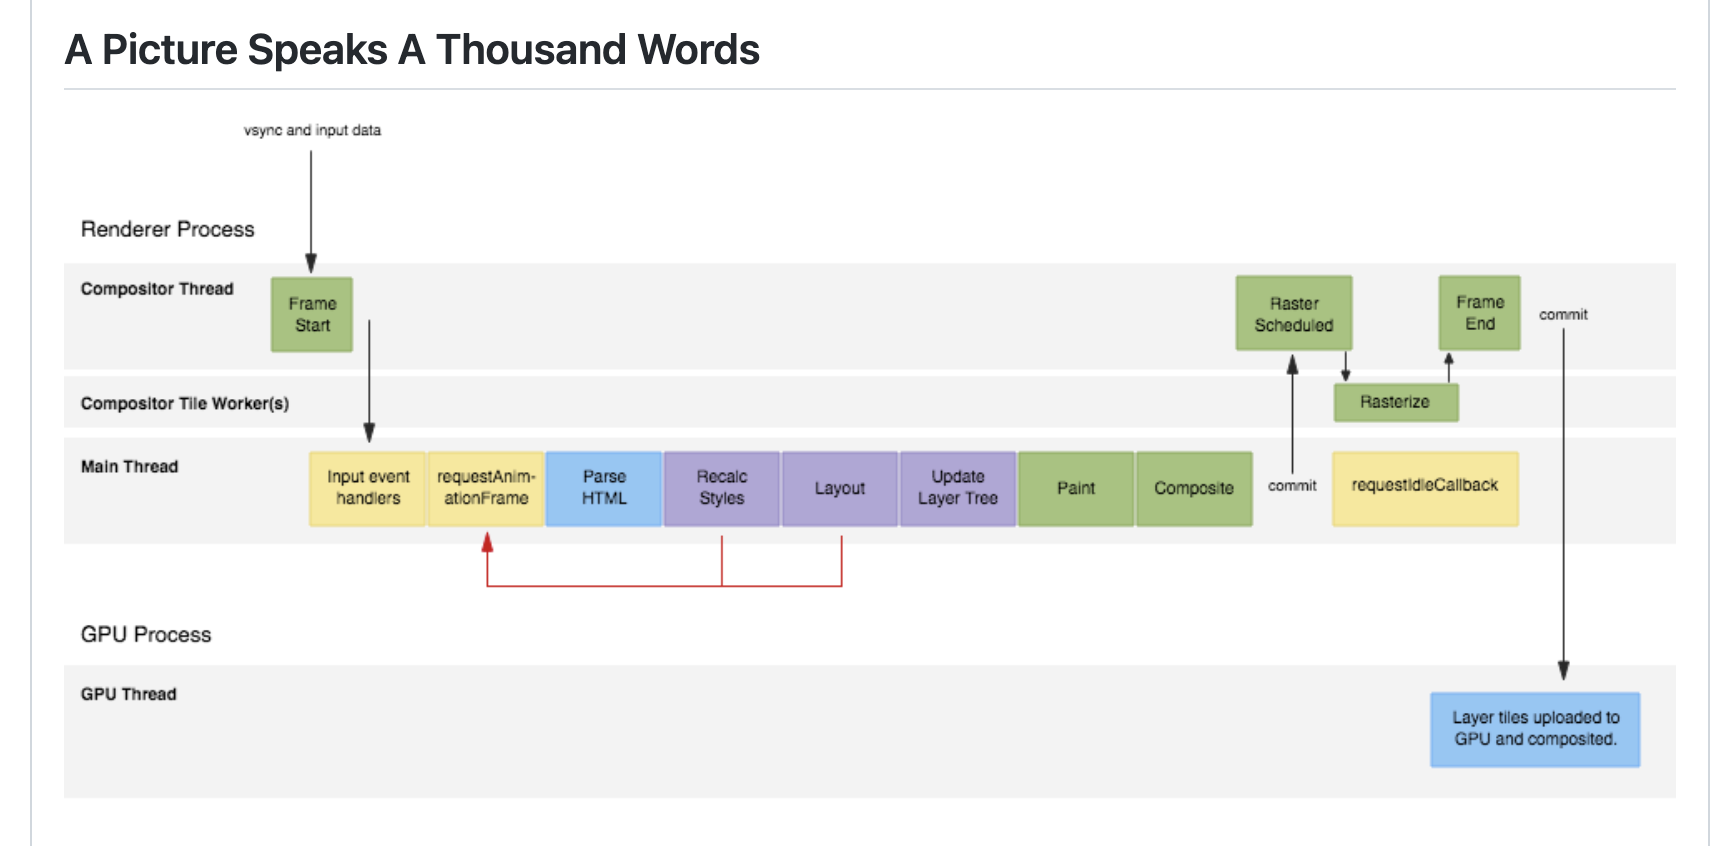 A Picture Speaks A Thousand Words
vsync and input data
Renderer Process
Compositor Thread
Frame
Start
Raster
Scheduled
Frame
End
commit
Compositor Tile Worker(s)
Rasterize
Main Thread
Input event
handlers
requestAnim-
ationFrame
Parse
HTML
Recalc
Styles
Layout
Update
Layer Tree
Paint
Composite
commit
requestIdleCallback
GPU Process
GPU Thread
Layer tiles uploaded to
GPU and composited.